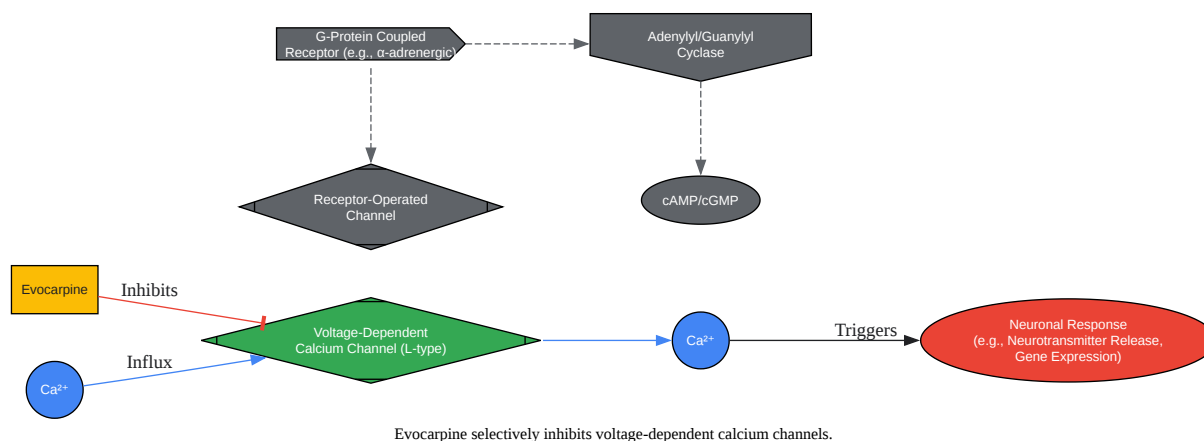 G-Protein Coupled
Receptor (e.g., α-adrenergic)
Adenylyl/Guanylyl
Cyclase
Receptor-Operated
Channel
cAMP/cGMP
Evocarpine
Inhibits
Voltage-Dependent
Calcium Channel (L-type)
Ca²⁺
Influx
Ca²⁺
Triggers
Neuronal Response
(e.g., Neurotransmitter Release,
Gene Expression)
Evocarpine selectively inhibits voltage-dependent calcium channels.